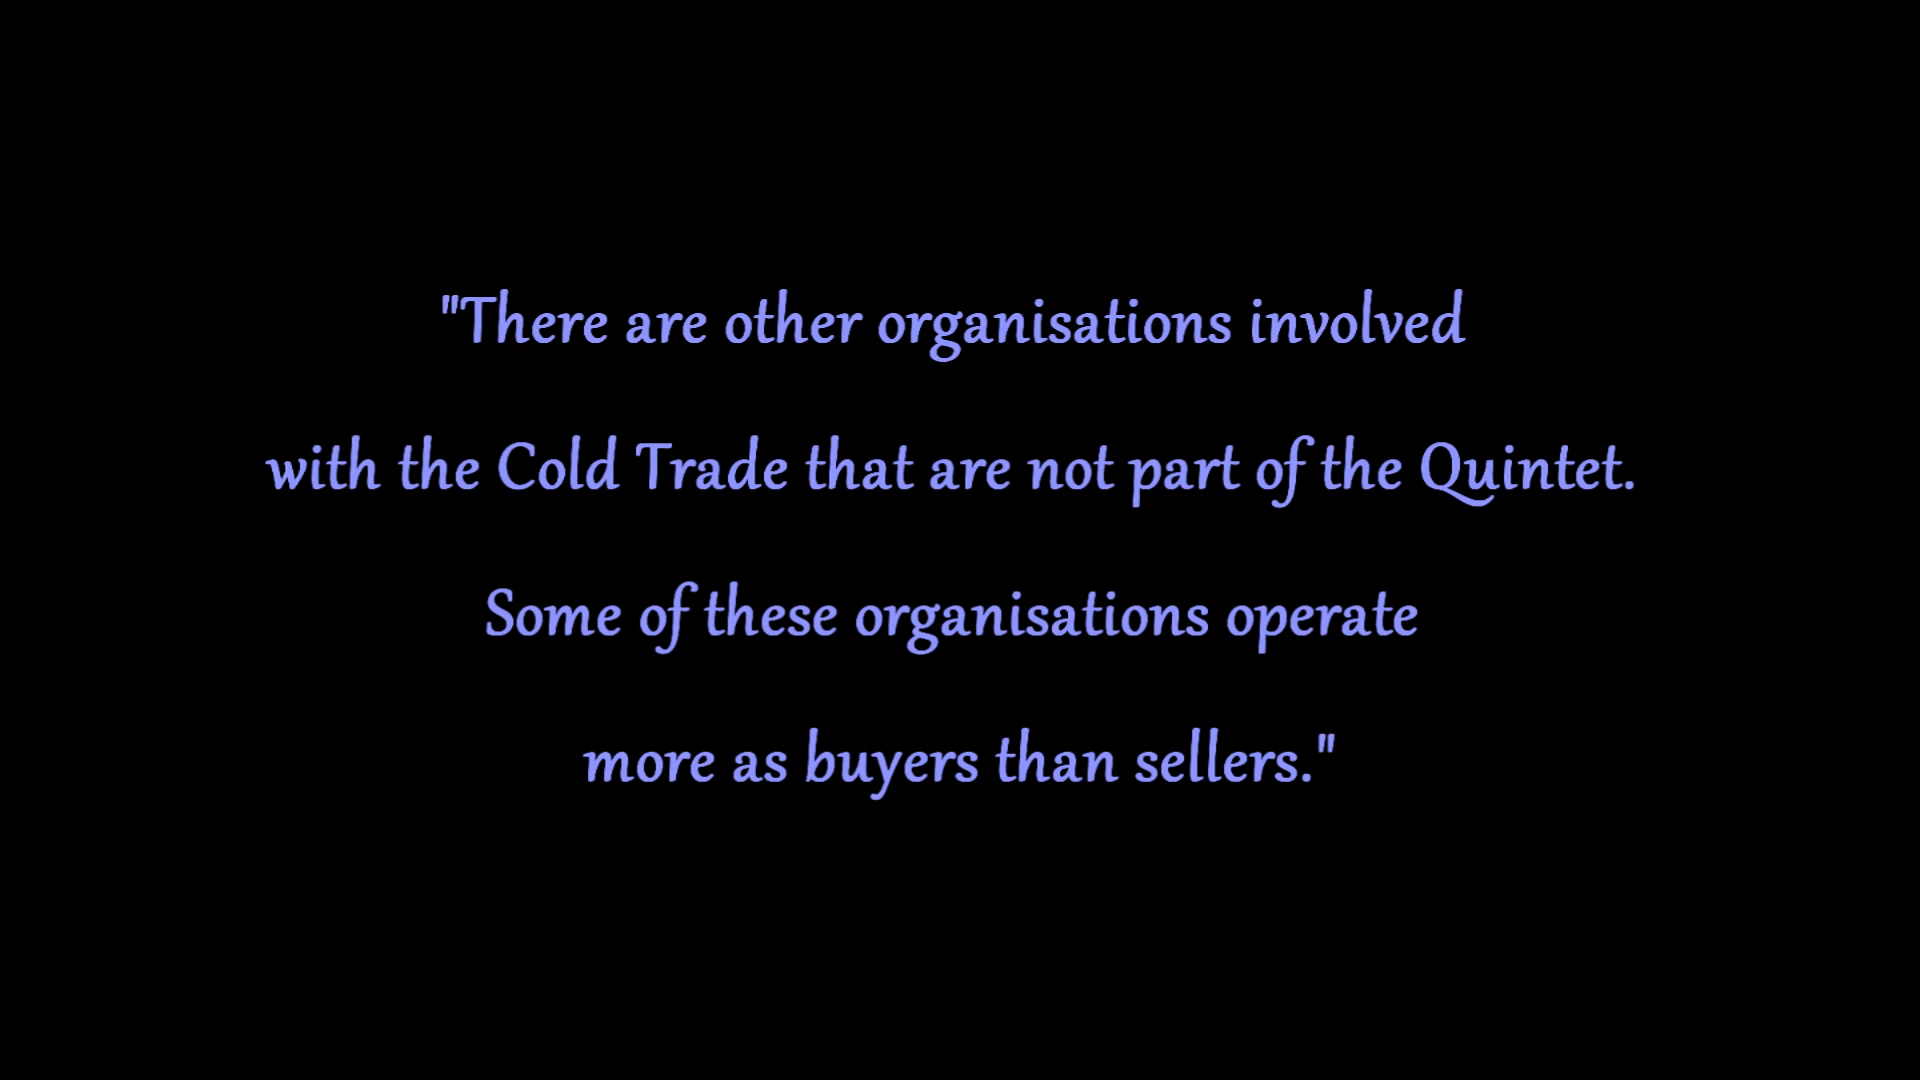 "There are other organisations involved
with the Cold Trade that are not part of the Quintet.
Some of these organisations operate
more as buyers than sellers."